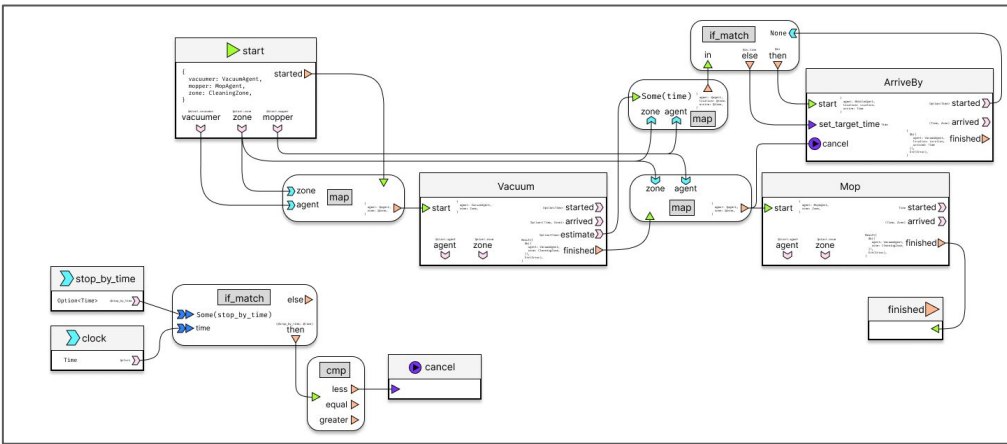 start
{
vacuumer: VacuumAgent,
mopper: MopAgent,
zone: CleaningZone,
}
started
vacuumer
zone
mopper
zone
agent
map
Vacuum
start
started
arrived
estimate
finished
agent
zone
Some(time)
zone agent
map
in
if_match
else
then
None
ArriveBy
start
set_target_time
cancel
started
arrived
finished
zone
agent
map
Mop
start
started
arrived
finished
agent
zone
finished
stop_by_time
Option<Time>
clock
Time
if_match
else
Some(stop_by_time)
time
then
cmp
less
equal
greater
cancel